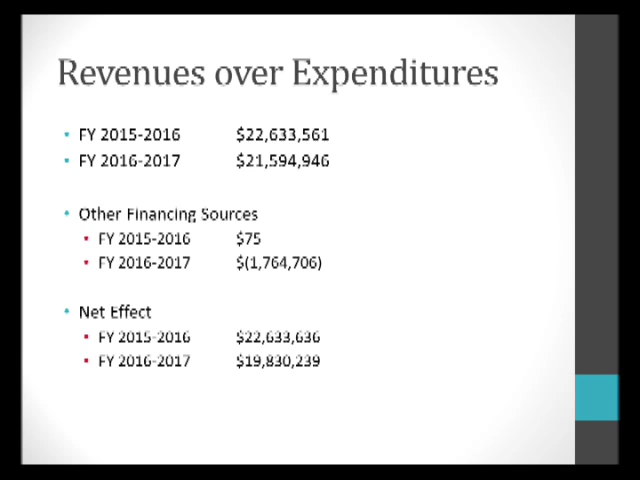 Revenues over Expenditures
• FY 2015-2016 $22,633,561
• FY 2016-2017 $21,594,946
• Other Financing Sources
• FY 2015-2016 $75
• FY 2016-2017 $(1,764,706)
• Net Effect
• FY 2015-2016 $22,633,636
• FY 2016-2017 $19,830,239